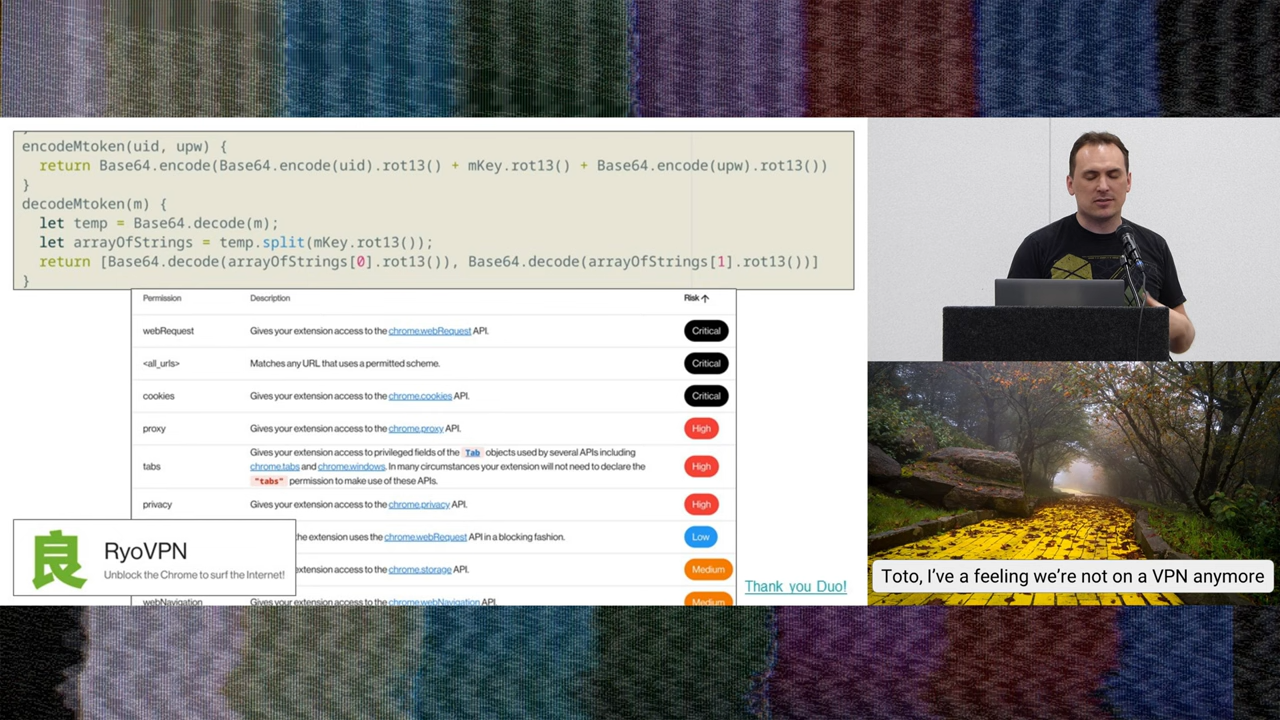 encodeMtoken(uid, upw) {
return Base64.encode(Base64.encode(uid).rot13() + mKey.rot13() + Base64.encode(upw).rot13())
}
decodeMtoken(m) {
let temp = Base64.decode(m);
let arrayOfStrings = temp.split(mKey.rot13());
return [Base64.decode(arrayOfStrings[0].rot13()), Base64.decode(arrayOfStrings[1].rot13())]
}
Permission Description Risk ↑
webRequest Gives your extension access to the chrome.webRequest API. Critical
<all_urls> Matches any URL that uses a permitted scheme. Critical
cookies Gives your extension access to the chrome.cookies API. Critical
proxy Gives your extension access to the chrome.proxy API. High
Gives your extension access to privileged fields of the Tab objects used by several APIs including
tabs chrome.tabs and chrome.windows. In many circumstances your extension will not need to declare the High
"tabs" permission to make use of these APIs.
privacy Gives your extension access to the chrome.privacy API. High
the extension uses the chrome.webRequest API in a blocking fashion. Low
extension access to the chrome.storage API. Medium
webNavigation Gives your extension access to the chrome.webNavigation API. Medium
良
RyoVPN
Unblock the Chrome to surf the Internet!
Thank you Duo!
Toto, I've a feeling we're not on a VPN anymore